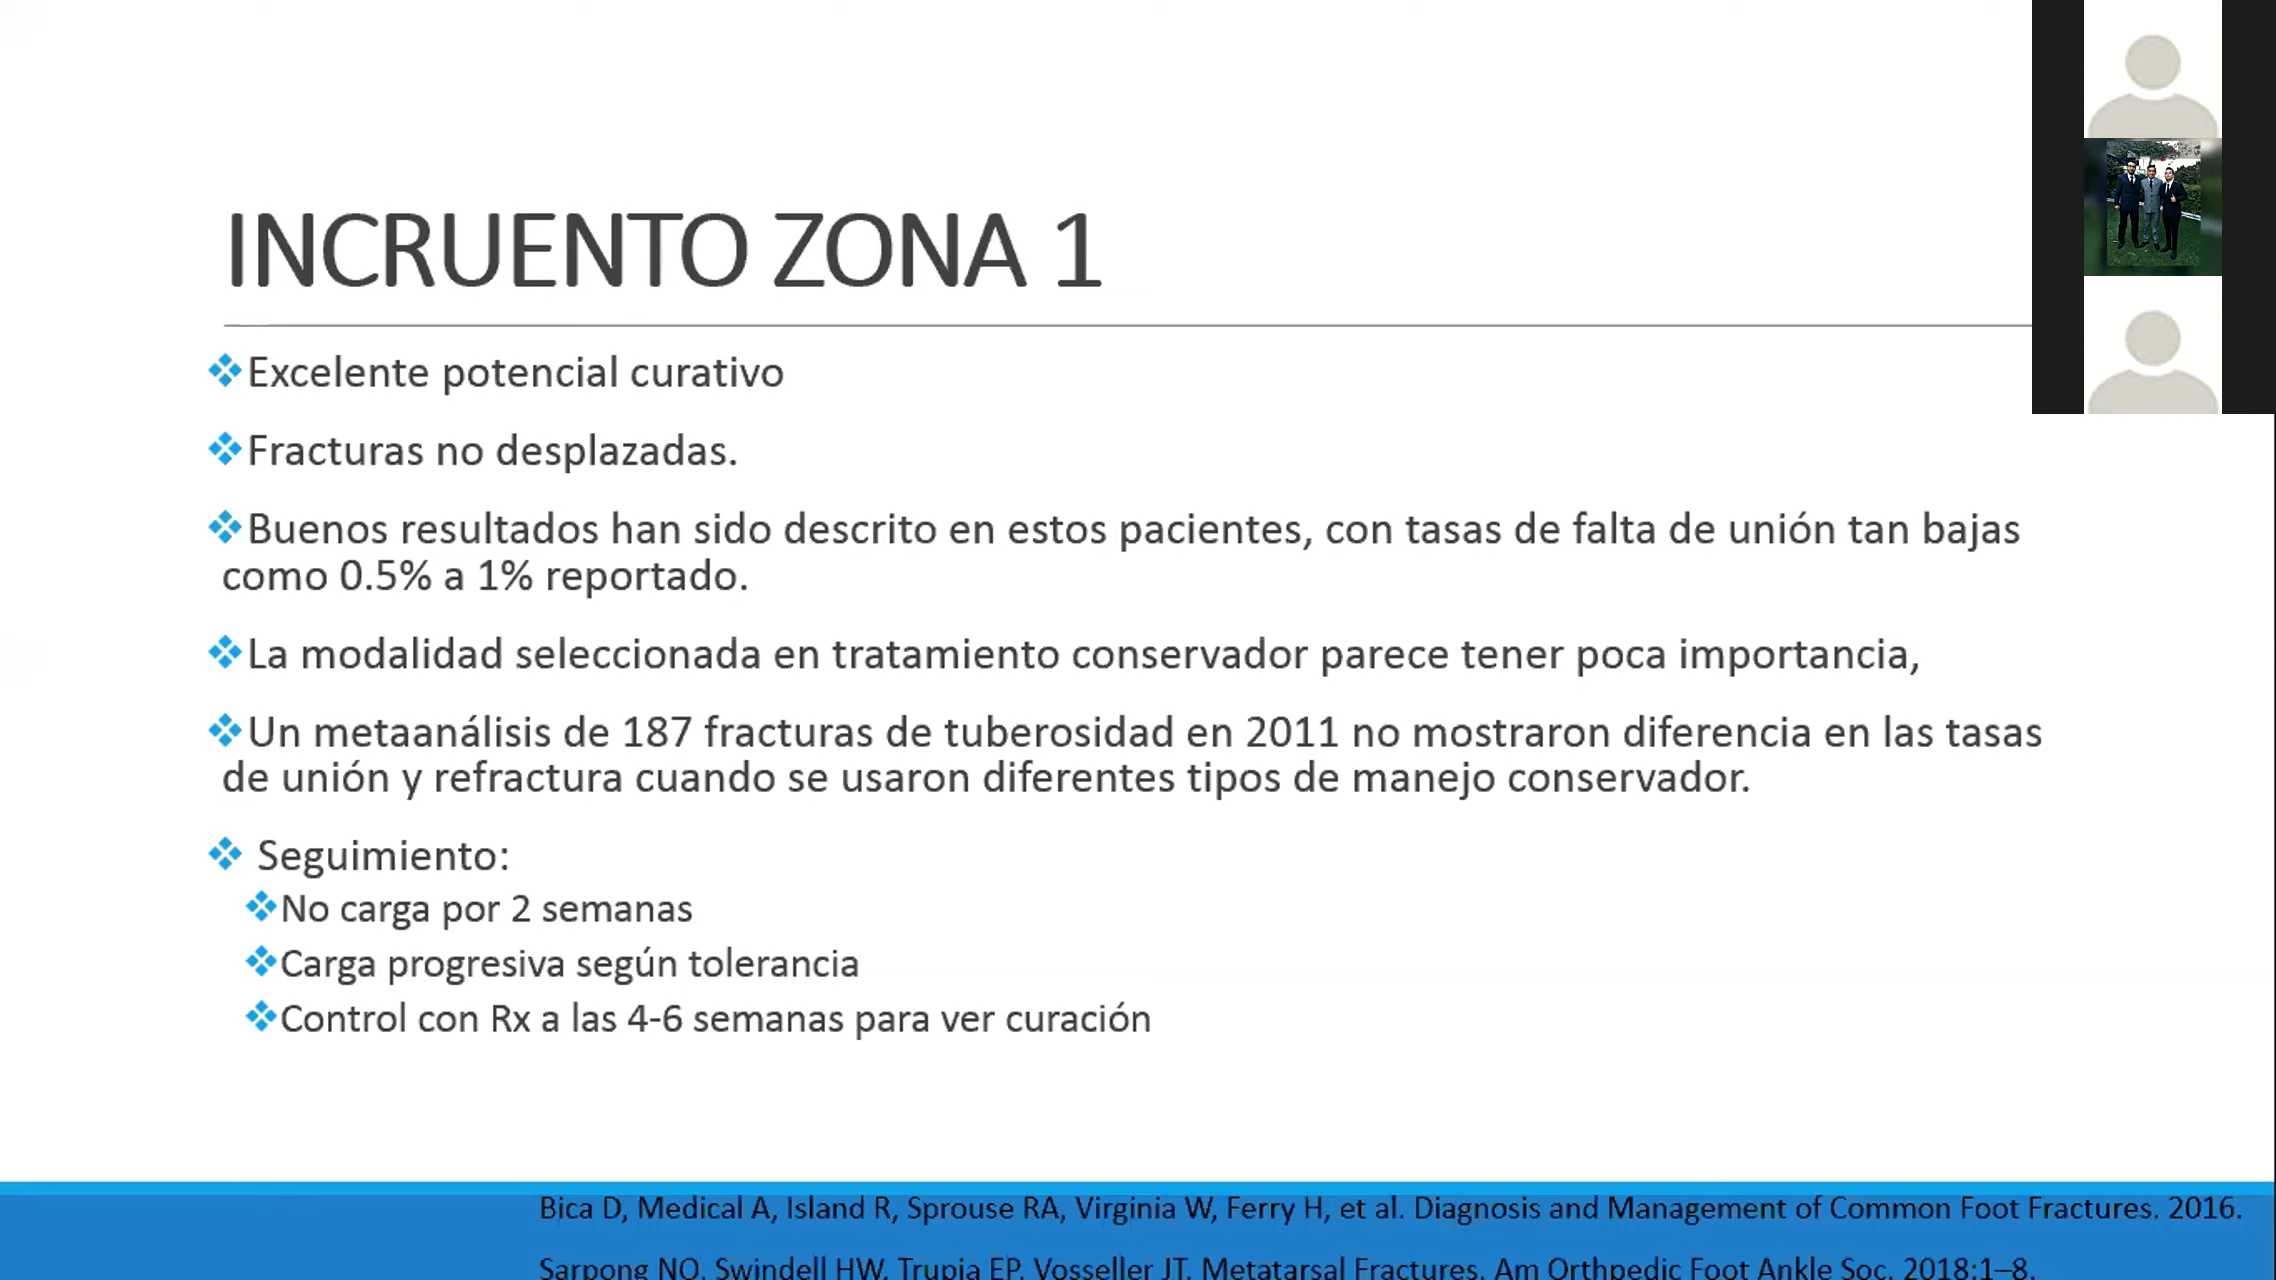 INCRUENTO ZONA 1
Excelente potencial curativo
Fracturas no desplazadas.
Buenos resultados han sido descrito en estos pacientes, con tasas de falta de unión tan bajas
como 0.5% a 1% reportado.
La modalidad seleccionada en tratamiento conservador parece tener poca importancia,
Un metaanálisis de 187 fracturas de tuberosidad en 2011 no mostraron diferencia en las tasas
de unión y refractura cuando se usaron diferentes tipos de manejo conservador.
Seguimiento:
No carga por 2 semanas
Carga progresiva según tolerancia
Control con Rx a las 4-6 semanas para ver curación
Bica D, Medical A, Island R, Sprouse RA, Virginia W, Ferry H, et al. Diagnosis and Management of Common Foot Fractures. 2016.
Sarpong NO, Swindell HW, Trupia EP, Vosseller JT. Metatarsal Fractures. Am Orthpedic Foot Ankle Soc. 2018;1–8.